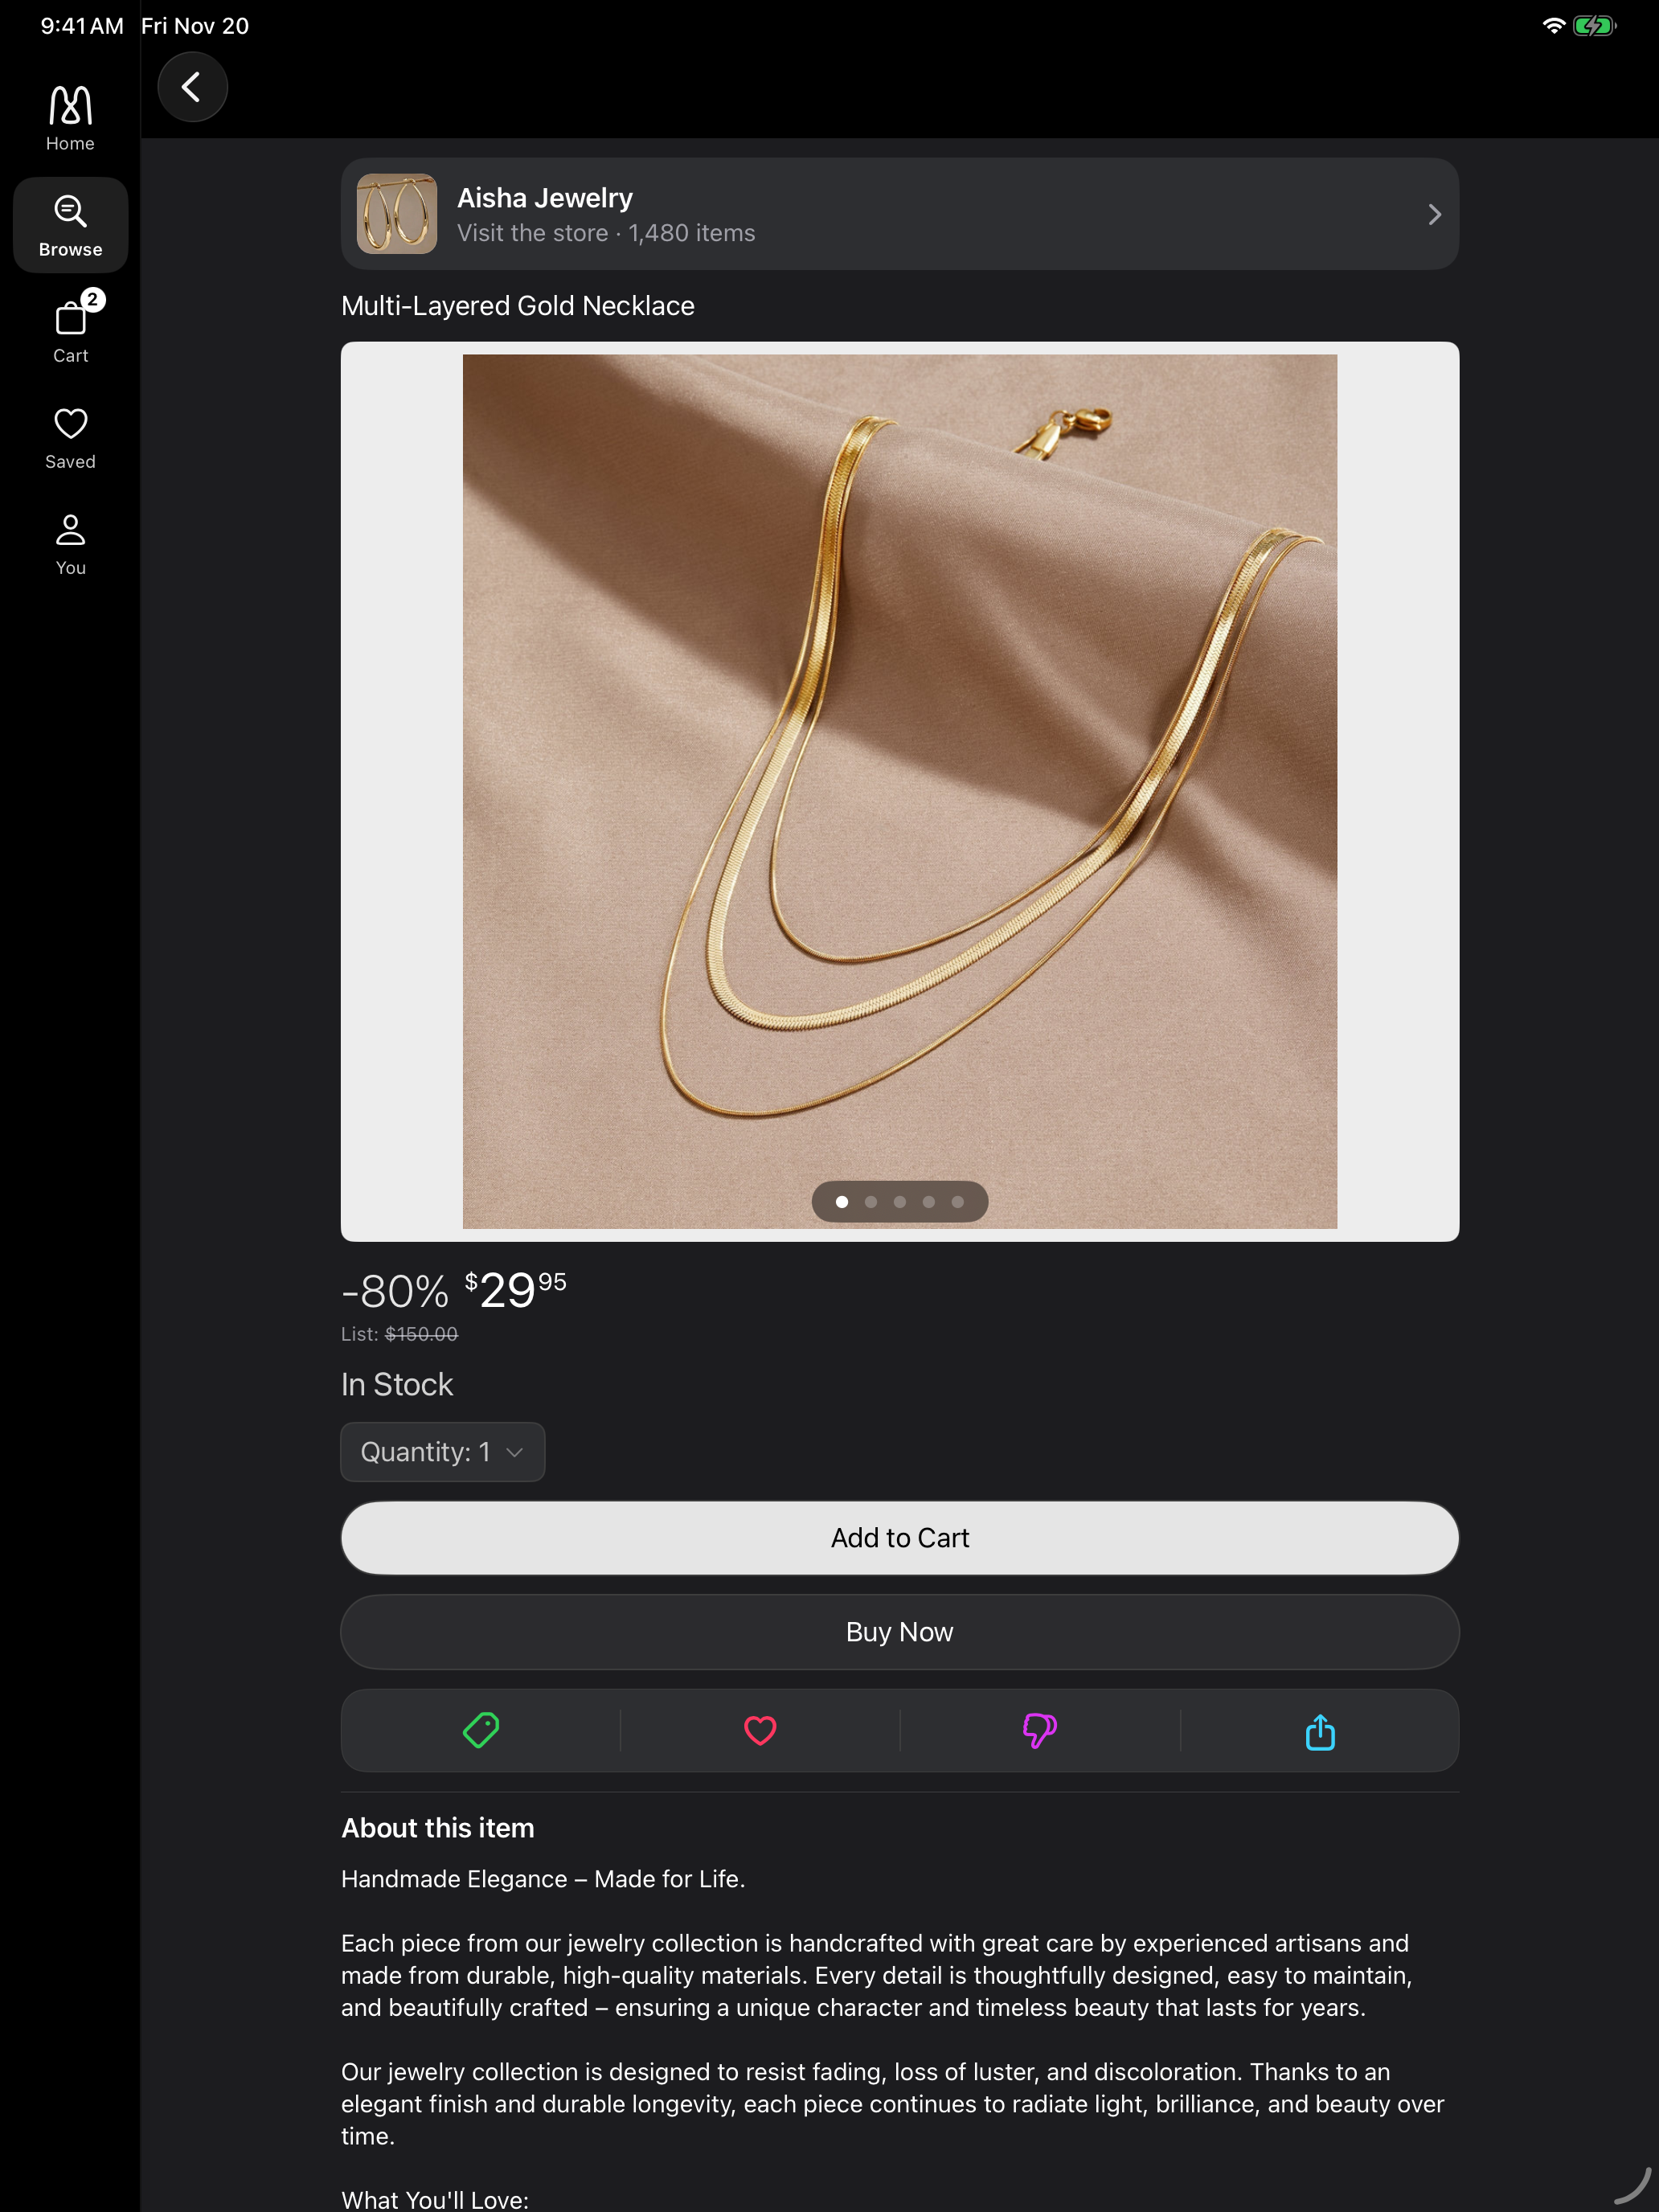 9:41 AM Fri Nov 20
Home
Browse
2
Cart
Saved
You
Aisha Jewelry
Visit the store · 1,480 items
Multi-Layered Gold Necklace
-80% $29.95
List: $150.00
In Stock
Quantity: 1
Add to Cart
Buy Now
About this item
Handmade Elegance – Made for Life.
Each piece from our jewelry collection is handcrafted with great care by experienced artisans and
made from durable, high-quality materials. Every detail is thoughtfully designed, easy to maintain,
and beautifully crafted – ensuring a unique character and timeless beauty that lasts for years.
Our jewelry collection is designed to resist fading, loss of luster, and discoloration. Thanks to an
elegant finish and durable longevity, each piece continues to radiate light, brilliance, and beauty over
time.
What You'll Love: